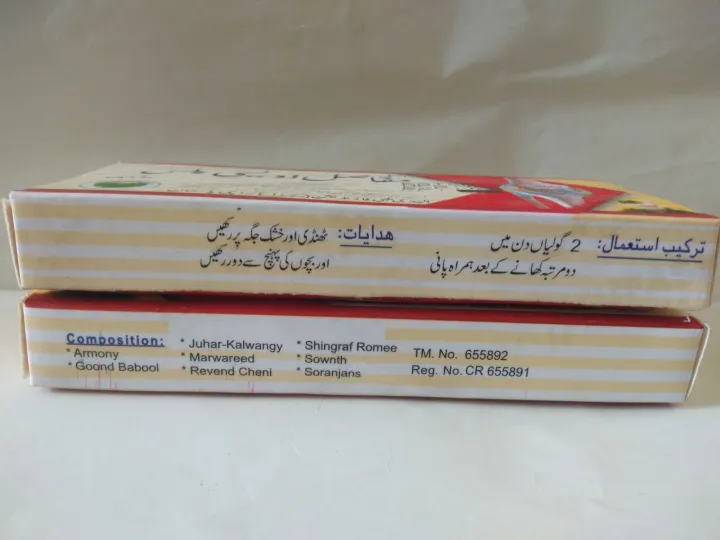 ترکیب استعمال: 2 گولیاں دن میں
دو مرتبہ کھانے کے بعد ہمراہ پانی
ھدایات: ٹھنڈی اور خشک جگہ پر رکھیں
اور بچوں کی پہنچ سے دور رکھیں
Composition:
* Armony
* Goond Babool
* Juhar-Kalwangy
* Marwareed
* Revend Cheni
* Shingraf Romee
* Sownth
* Soranjans
TM. No. 655892
Reg. No. CR 655891